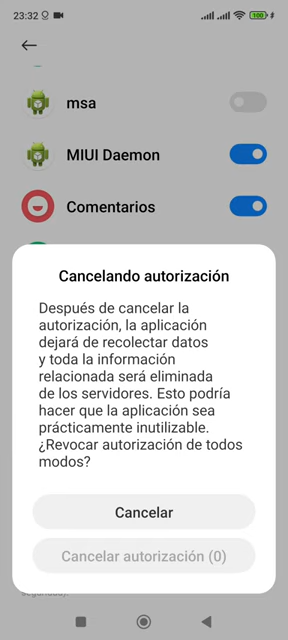 23:32
100
msa
MIUI Daemon
Comentarios
Cancelando autorización
Después de cancelar la
autorización, la aplicación
dejará de recolectar datos
y toda la información
relacionada será eliminada
de los servidores. Esto podría
hacer que la aplicación sea
prácticamente inutilizable.
¿Revocar autorización de todos
modos?
Cancelar
Cancelar autorización (0)